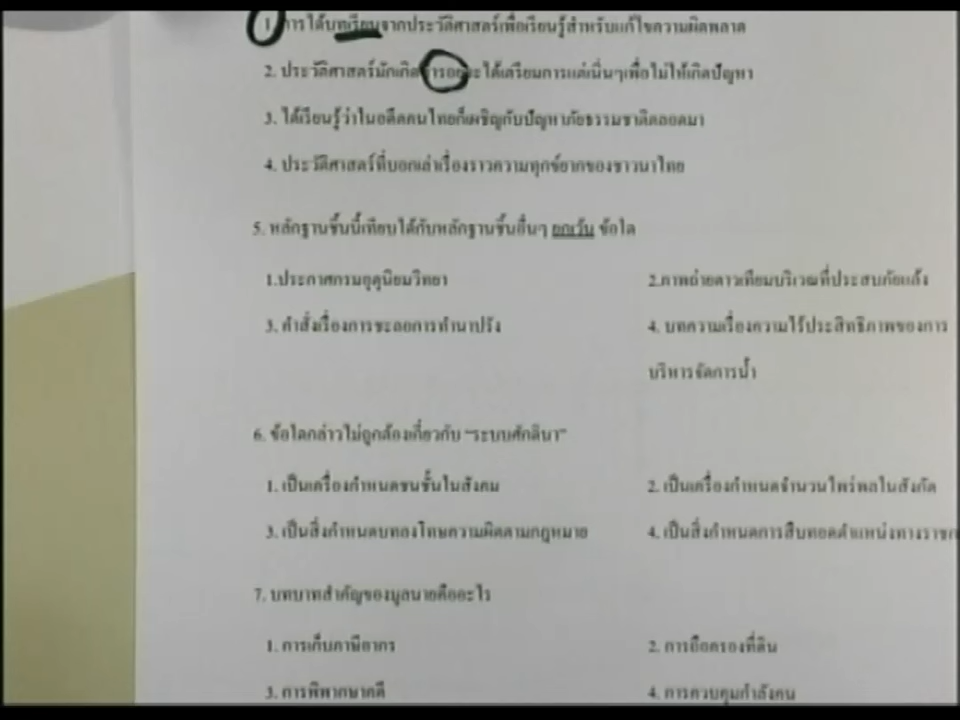 1. การได้บทเรียนจากประวัติศาสตร์เพื่อเรียนรู้สำหรับแก้ไขความผิดพลาด
2. ประวัติศาสตร์มักเกิดซ้ำรอยจะได้เตรียมการแต่เนิ่นๆเพื่อไม่ให้เกิดปัญหา
3. ได้เรียนรู้ว่าในอดีตคนไทยก็เผชิญกับปัญหาภัยธรรมชาติตลอดมา
4. ประวัติศาสตร์ที่บอกเล่าเรื่องราวความทุกข์ยากของชาวนาไทย
5. หลักฐานชิ้นนี้เทียบได้กับหลักฐานชิ้นอื่นๆ ยกเว้น ข้อใด
1.ประกาศกรมอุตุนิยมวิทยา 2.ภาพถ่ายดาวเทียมบริเวณที่ประสบภัยแล้ง
3. คำสั่งเรื่องการชะลอการทำนาปรัง 4. บทความเรื่องความไร้ประสิทธิภาพของการ
บริหารจัดการน้ำ
6. ข้อใดกล่าวไม่ถูกต้องเกี่ยวกับ "ระบบศักดินา"
1. เป็นเครื่องกำหนดชนชั้นในสังคม 2. เป็นเครื่องกำหนดจำนวนไพร่พลในสังกัด
3. เป็นสิ่งกำหนดบทลงโทษความผิดตามกฎหมาย 4. เป็นสิ่งกำหนดการสืบทอดตำแหน่งทางราชก
7. บทบาทสำคัญของมูลนายคืออะไร
1. การเก็บภาษีอากร 2. การถือครองที่ดิน
3. การพิพากษาคดี 4. การควบคุมกำลังคน